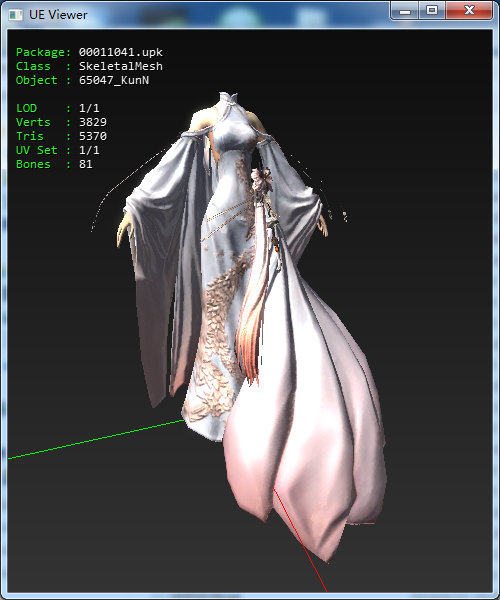 UE Viewer
Package: 00011041.upk
Class : SkeletalMesh
Object : 65047_KunN
LOD : 1/1
Verts : 3829
Tris : 5370
UV Set : 1/1
Bones : 81